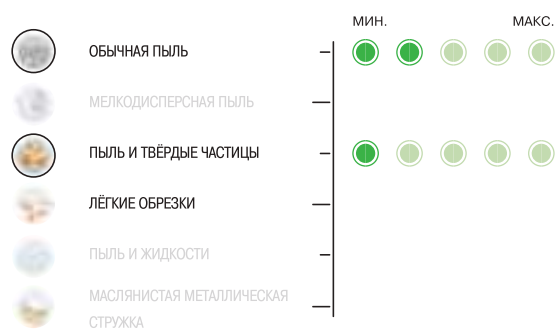 МИН. МАКС.
ОБЫЧНАЯ ПЫЛЬ
МЕЛКОДИСПЕРСНАЯ ПЫЛЬ
ПЫЛЬ И ТВЁРДЫЕ ЧАСТИЦЫ
ЛЁГКИЕ ОБРЕЗКИ
ПЫЛЬ И ЖИДКОСТИ
МАСЛЯНИСТАЯ МЕТАЛЛИЧЕСКАЯ
СТРУЖКА